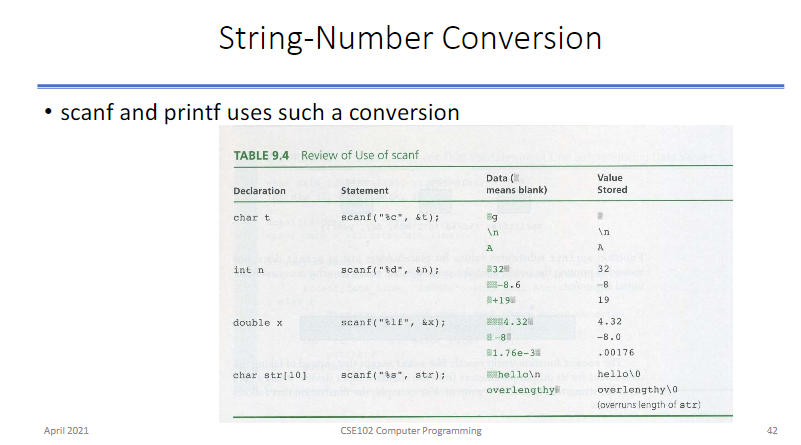 String-Number Conversion
• scanf and printf uses such a conversion
TABLE 9.4 Review of Use of scanf
Data (▒ Value
Declaration Statement means blank) Stored
char t scanf("%c", &t); ▒g ▒
\n \n
A A
int n scanf("%d", &n); ▒32▒ 32
▒▒-8.6 -8
▒+19▒ 19
double x scanf("%lf", &x); ▒▒▒4.32▒ 4.32
▒-8▒ -8.0
▒1.76e-3▒ .00176
char str[10] scanf("%s", str); ▒▒hello\n hello\0
overlengthy▒ overlengthy\0
(overruns length of str)
April 2021 CSE102 Computer Programming 42